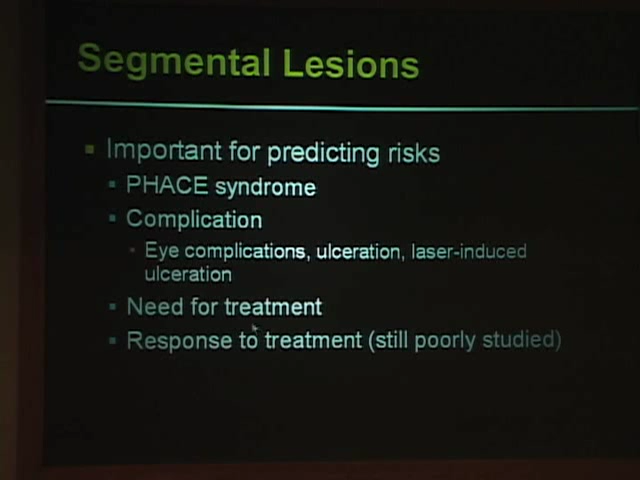 Segmental Lesions
Important for predicting risks
PHACE syndrome
Complication
Eye complications, ulceration, laser-induced
ulceration
Need for treatment
Response to treatment (still poorly studied)